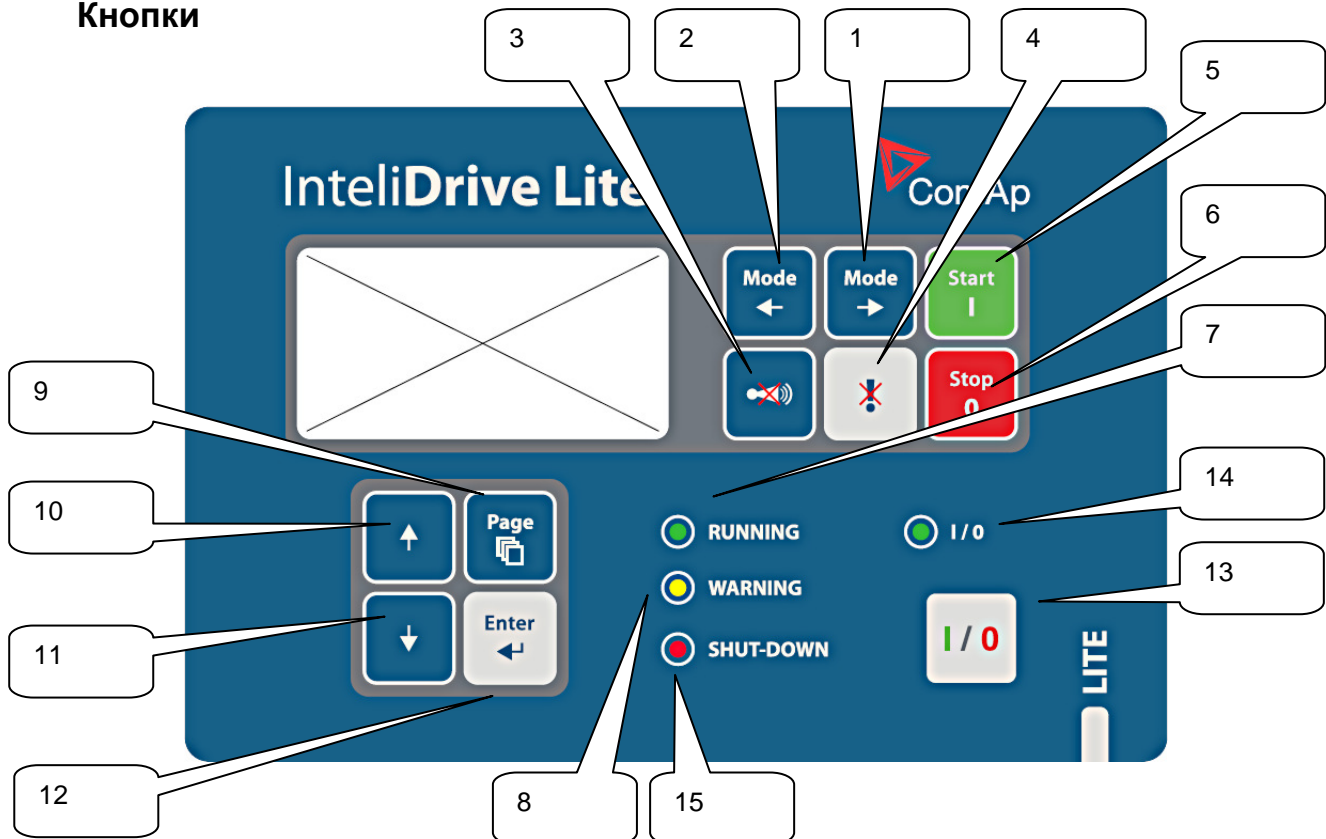 Кнопки
3
2
1
4
5
InteliDrive Lite
ComAp
6
Mode
Mode
Start
I
7
Stop
0
9
10
Page
14
RUNNING
I / 0
WARNING
13
Enter
I / 0
11
SHUT-DOWN
LITE
12
8
15